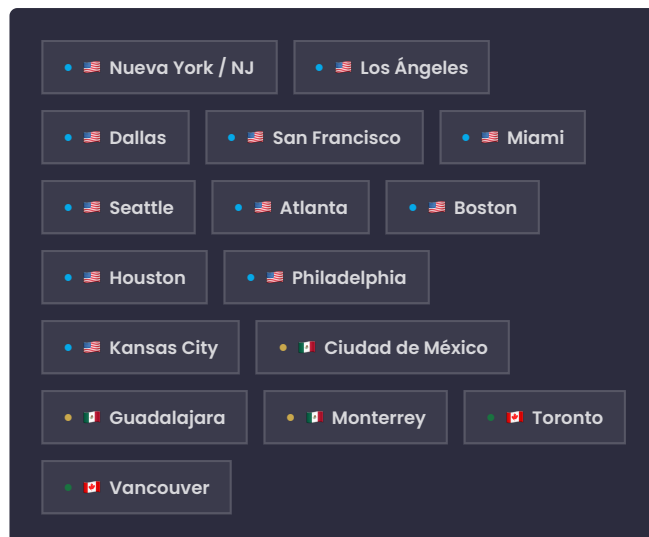 Nueva York / NJ
Los Ángeles
Dallas
San Francisco
Miami
Seattle
Atlanta
Boston
Houston
Philadelphia
Kansas City
Ciudad de México
Guadalajara
Monterrey
Toronto
Vancouver